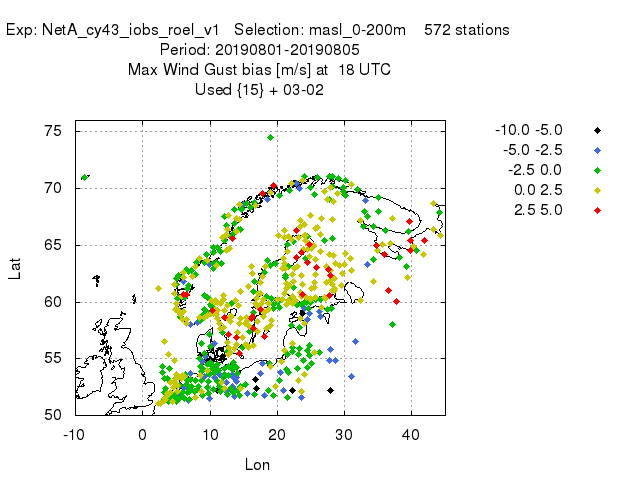 Exp: NetA_cy43_iobs_roel_v1 Selection: masl_0-200m 572 stations
Period: 20190801-20190805
Max Wind Gust bias [m/s] at 18 UTC
Used {15} + 03-02
-10.0 -5.0
-5.0 -2.5
-2.5 0.0
0.0 2.5
2.5 5.0
75
70
65
60
55
50
Lat
-10 0 10 20 30 40
Lon